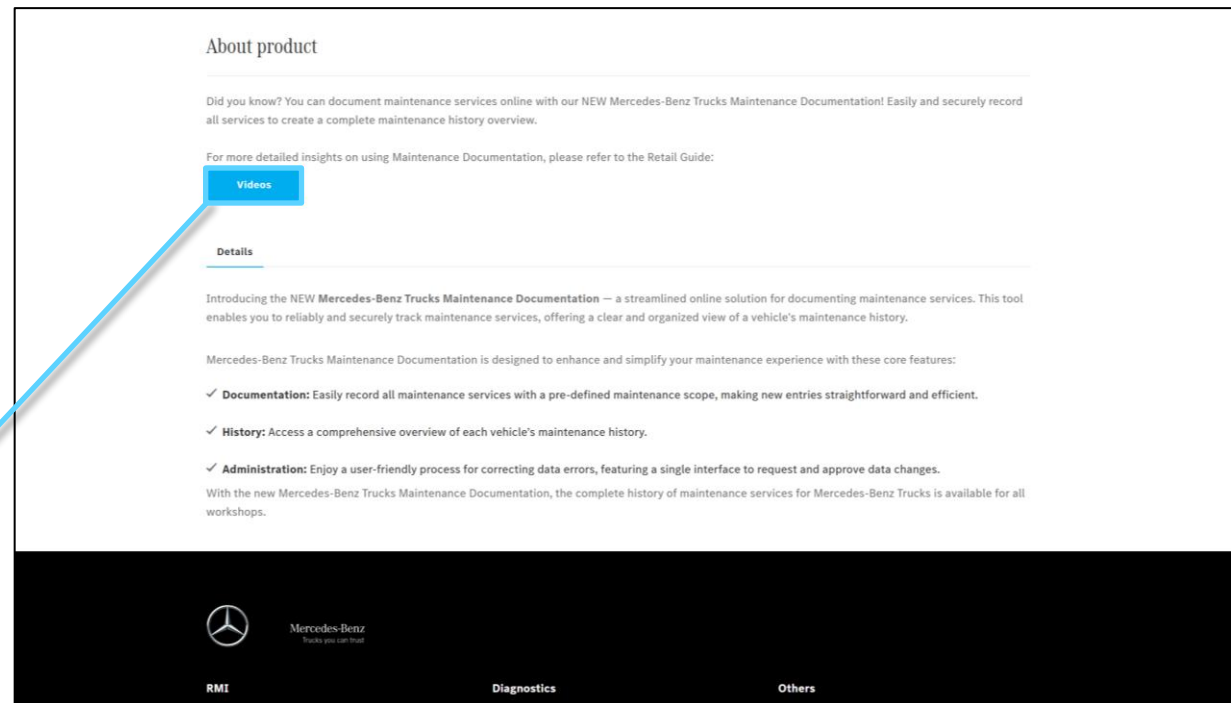 About product
Did you know? You can document maintenance services online with our NEW Mercedes-Benz Trucks Maintenance Documentation! Easily and securely record
all services to create a complete maintenance history overview.
For more detailed insights on using Maintenance Documentation, please refer to the Retail Guide:
Videos
Details
Introducing the NEW Mercedes-Benz Trucks Maintenance Documentation — a streamlined online solution for documenting maintenance services. This tool
enables you to reliably and securely track maintenance services, offering a clear and organized view of a vehicle's maintenance history.
Mercedes-Benz Trucks Maintenance Documentation is designed to enhance and simplify your maintenance experience with these core features:
✓ Documentation: Easily record all maintenance services with a pre-defined maintenance scope, making new entries straightforward and efficient.
✓ History: Access a comprehensive overview of each vehicle's maintenance history.
✓ Administration: Enjoy a user-friendly process for correcting data errors, featuring a single interface to request and approve data changes.
With the new Mercedes-Benz Trucks Maintenance Documentation, the complete history of maintenance services for Mercedes-Benz Trucks is available for all
workshops.
Mercedes-Benz
Trucks you can trust
RMI Diagnostics Others